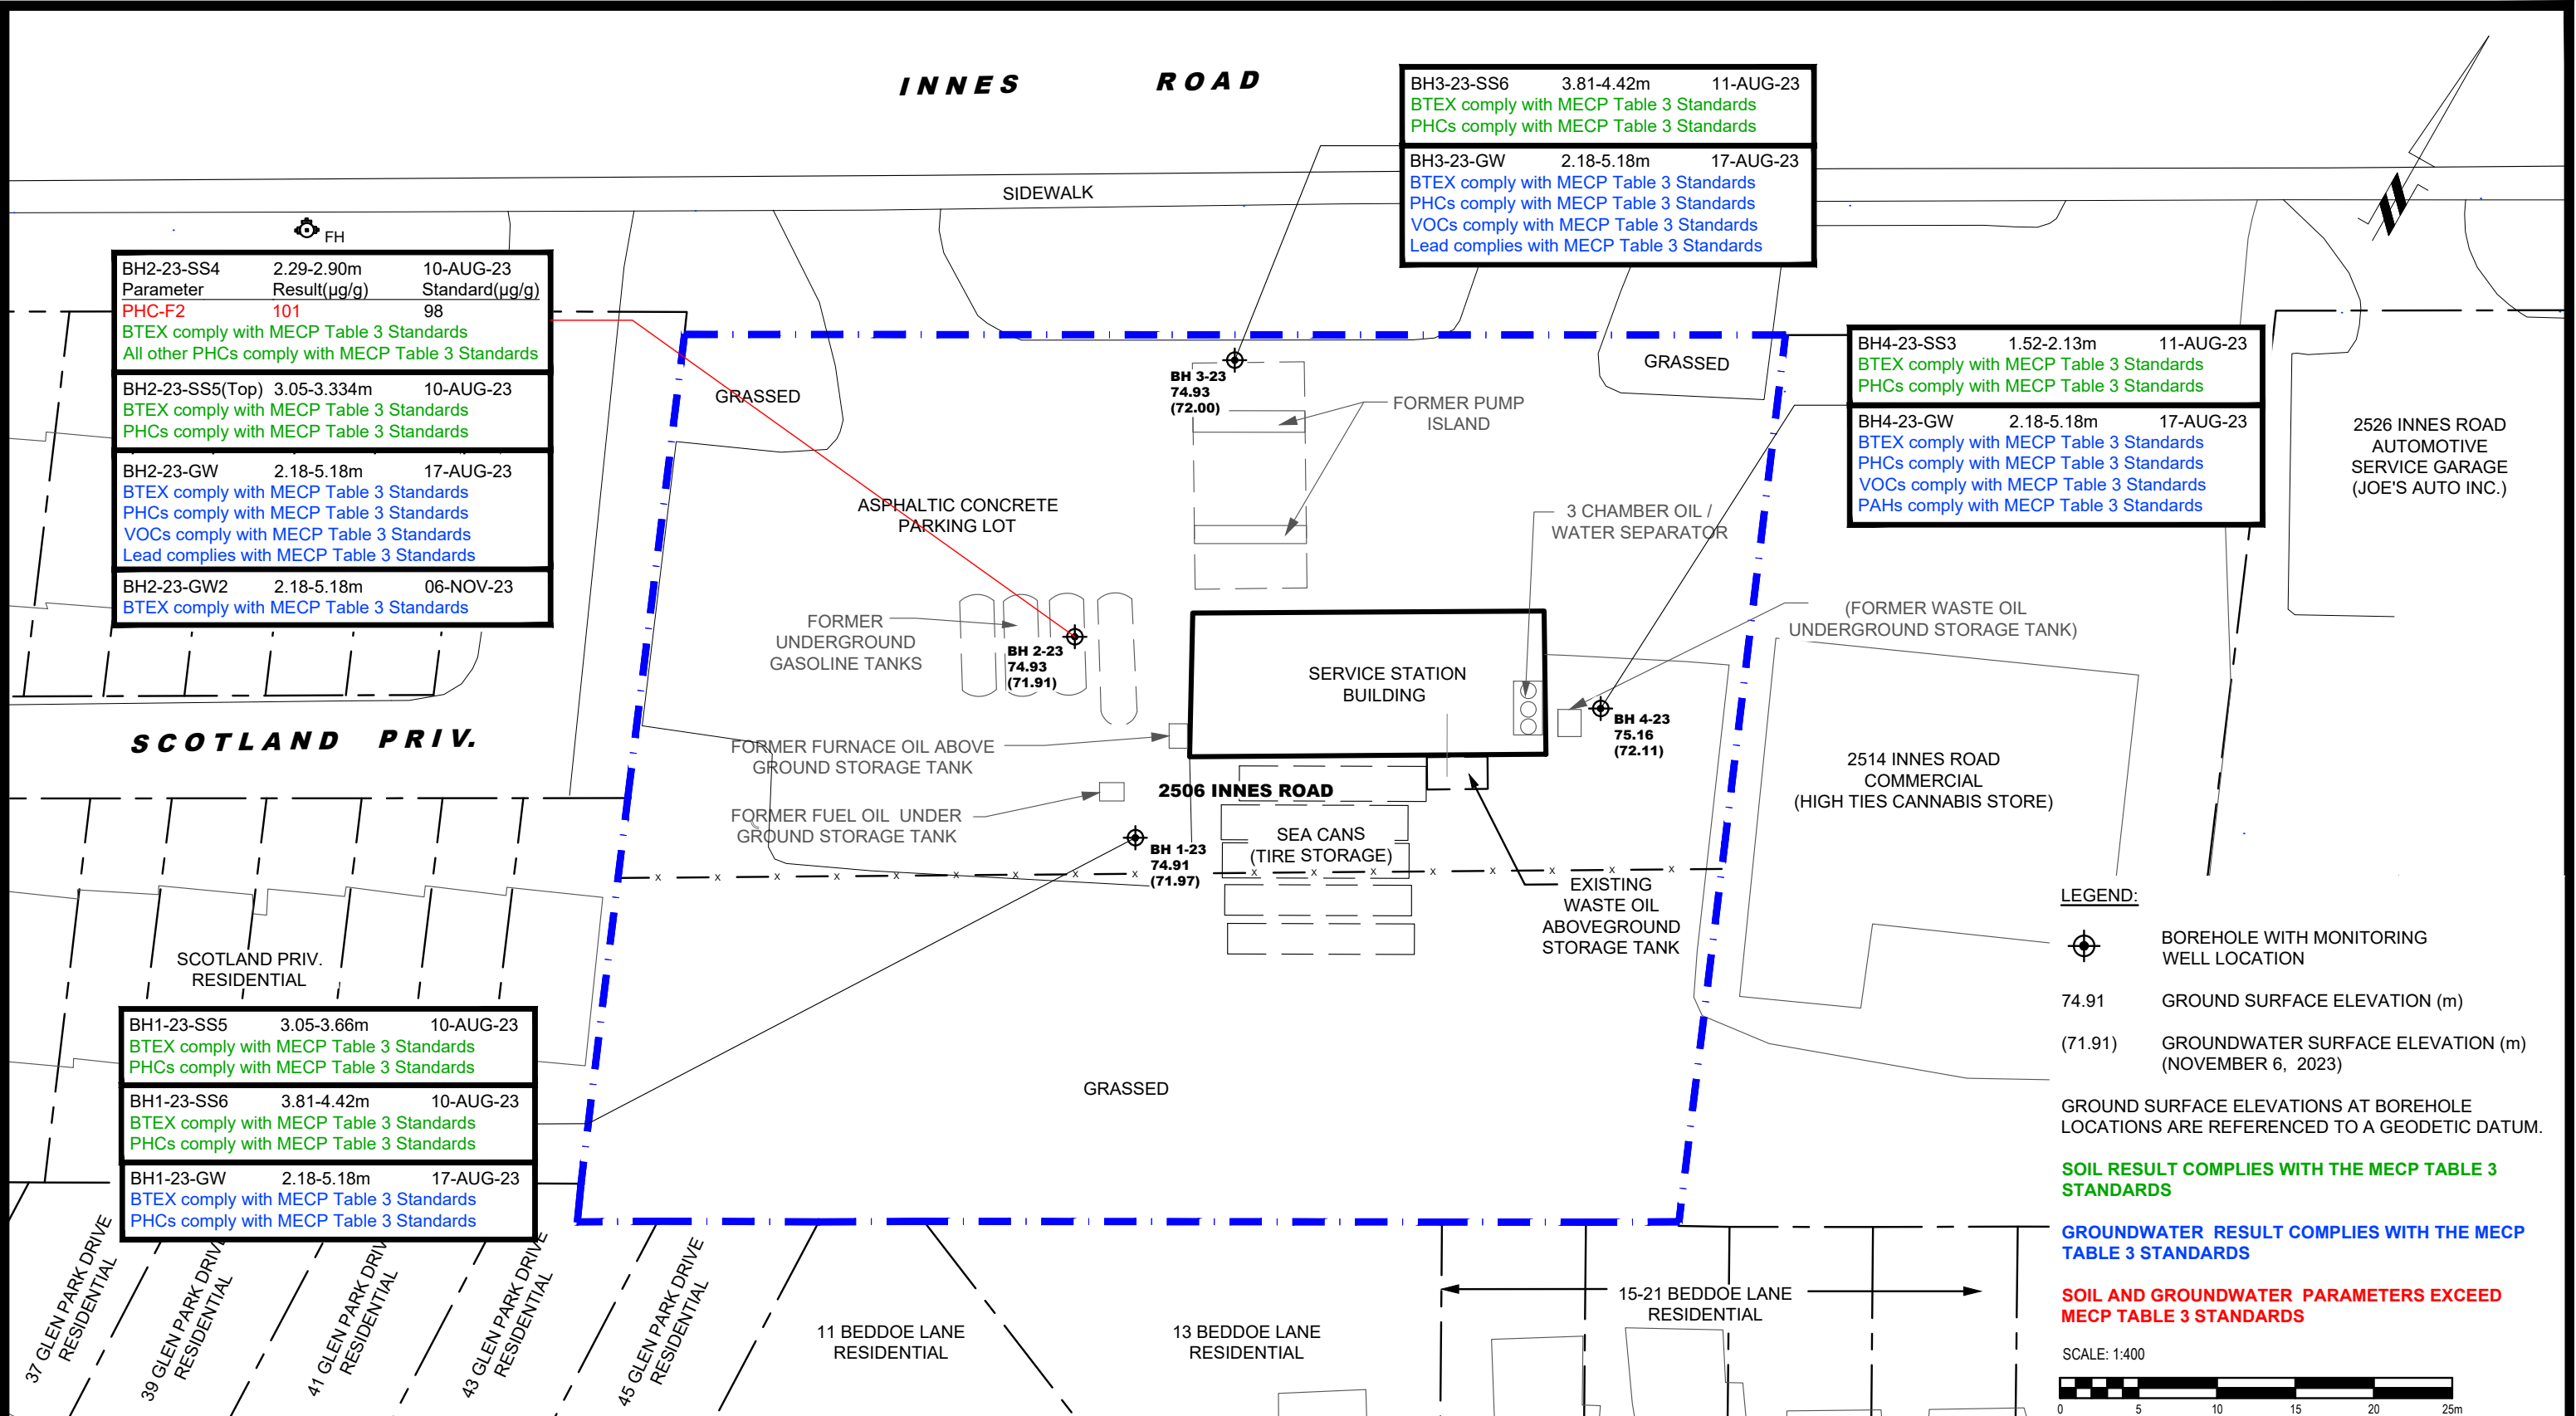 INNES ROAD
SIDEWALK
FH
BH3-23-SS6 3.81-4.42m 11-AUG-23
BTEX comply with MECP Table 3 Standards
PHCs comply with MECP Table 3 Standards
BH3-23-GW 2.18-5.18m 17-AUG-23
BTEX comply with MECP Table 3 Standards
PHCs comply with MECP Table 3 Standards
VOCs comply with MECP Table 3 Standards
Lead complies with MECP Table 3 Standards
BH2-23-SS4 2.29-2.90m 10-AUG-23
Parameter Result(µg/g) Standard(µg/g)
PHC-F2 101 98
BTEX comply with MECP Table 3 Standards
All other PHCs comply with MECP Table 3 Standards
BH2-23-SS5(Top) 3.05-3.334m 10-AUG-23
BTEX comply with MECP Table 3 Standards
PHCs comply with MECP Table 3 Standards
BH2-23-GW 2.18-5.18m 17-AUG-23
BTEX comply with MECP Table 3 Standards
PHCs comply with MECP Table 3 Standards
VOCs comply with MECP Table 3 Standards
Lead complies with MECP Table 3 Standards
BH2-23-GW2 2.18-5.18m 06-NOV-23
BTEX comply with MECP Table 3 Standards
BH4-23-SS3 1.52-2.13m 11-AUG-23
BTEX comply with MECP Table 3 Standards
PHCs comply with MECP Table 3 Standards
BH4-23-GW 2.18-5.18m 17-AUG-23
BTEX comply with MECP Table 3 Standards
PHCs comply with MECP Table 3 Standards
VOCs comply with MECP Table 3 Standards
PAHs comply with MECP Table 3 Standards
GRASSED
BH 3-23
74.93
(72.00)
FORMER PUMP
ISLAND
GRASSED
2526 INNES ROAD
AUTOMOTIVE
SERVICE GARAGE
(JOE'S AUTO INC.)
ASPHALTIC CONCRETE
PARKING LOT
3 CHAMBER OIL /
WATER SEPARATOR
FORMER
UNDERGROUND
GASOLINE TANKS
BH 2-23
74.93
(71.91)
(FORMER WASTE OIL
UNDERGROUND STORAGE TANK)
SERVICE STATION
BUILDING
BH 4-23
75.16
(72.11)
SCOTLAND PRIV.
FORMER FURNACE OIL ABOVE
GROUND STORAGE TANK
2506 INNES ROAD
FORMER FUEL OIL UNDER
GROUND STORAGE TANK
SEA CANS
(TIRE STORAGE)
BH 1-23
74.91
(71.97)
x x x x x x x x x x x x x x x x x x
2514 INNES ROAD
COMMERCIAL
(HIGH TIES CANNABIS STORE)
EXISTING
WASTE OIL
ABOVEGROUND
STORAGE TANK
SCOTLAND PRIV.
RESIDENTIAL
BH1-23-SS5 3.05-3.66m 10-AUG-23
BTEX comply with MECP Table 3 Standards
PHCs comply with MECP Table 3 Standards
BH1-23-SS6 3.81-4.42m 10-AUG-23
BTEX comply with MECP Table 3 Standards
PHCs comply with MECP Table 3 Standards
BH1-23-GW 2.18-5.18m 17-AUG-23
BTEX comply with MECP Table 3 Standards
PHCs comply with MECP Table 3 Standards
GRASSED
37 GLEN PARK DRIVE
RESIDENTIAL
39 GLEN PARK DRIVE
RESIDENTIAL
41 GLEN PARK DRIVE
RESIDENTIAL
43 GLEN PARK DRIVE
RESIDENTIAL
45 GLEN PARK DRIVE
RESIDENTIAL
11 BEDDOE LANE
RESIDENTIAL
13 BEDDOE LANE
RESIDENTIAL
15-21 BEDDOE LANE
RESIDENTIAL
LEGEND:
BOREHOLE WITH MONITORING
WELL LOCATION
74.91 GROUND SURFACE ELEVATION (m)
(71.91) GROUNDWATER SURFACE ELEVATION (m)
(NOVEMBER 6, 2023)
GROUND SURFACE ELEVATIONS AT BOREHOLE
LOCATIONS ARE REFERENCED TO A GEODETIC DATUM.
SOIL RESULT COMPLIES WITH THE MECP TABLE 3
STANDARDS
GROUNDWATER RESULT COMPLIES WITH THE MECP
TABLE 3 STANDARDS
SOIL AND GROUNDWATER PARAMETERS EXCEED
MECP TABLE 3 STANDARDS
SCALE: 1:400
0 5 10 15 20 25m